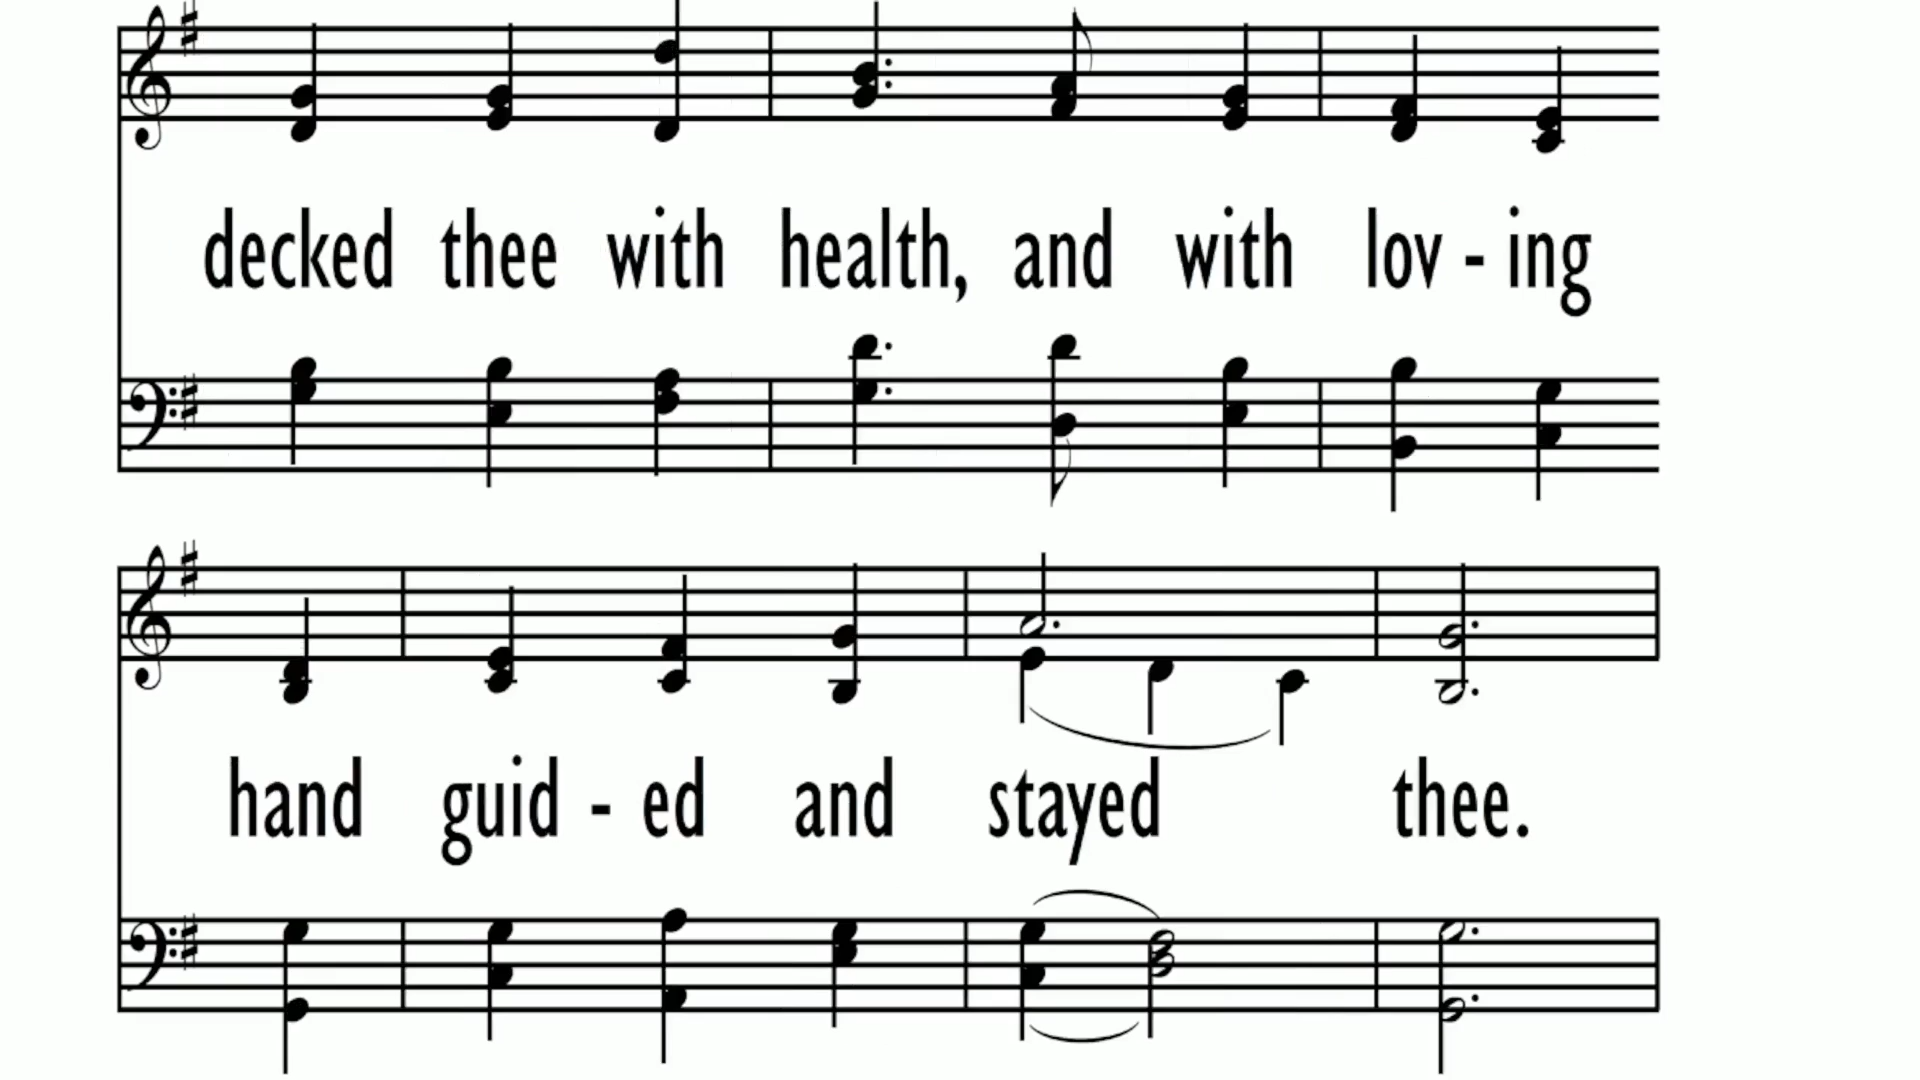 decked thee with health, and with lov - ing
hand guid - ed and stayed thee.